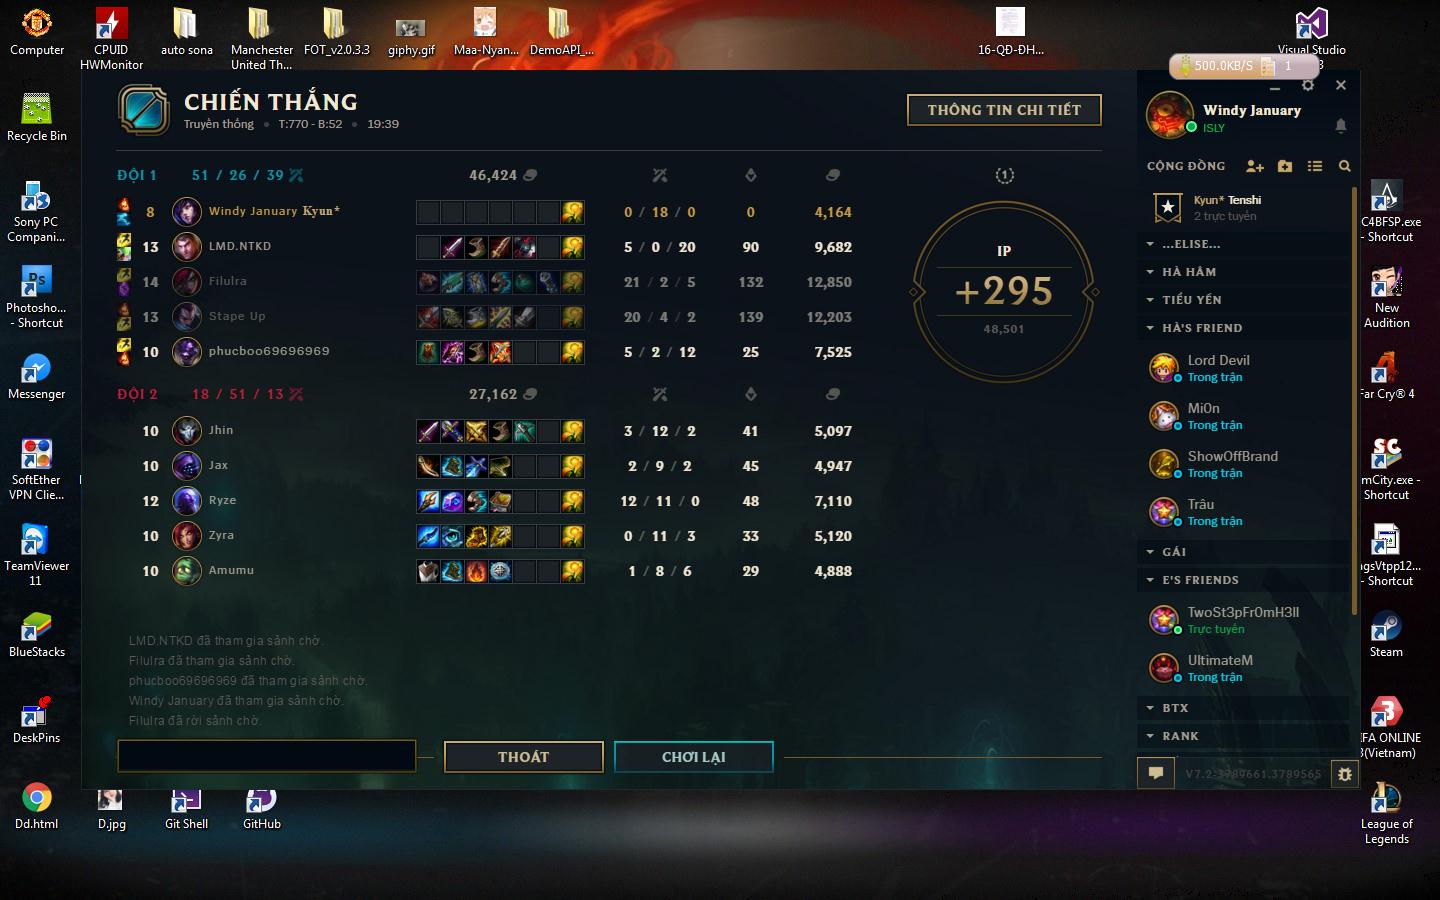 Computer
CPUID
HWMonitor
auto sona
Manchester
United Th...
FOT_v2.0.3.3
giphy.gif
Maa-Nyan...
DemoAPI_...
16-QĐ-ĐH...
Visual Studio
500.0KB/S
1
Recycle Bin
Sony PC
Compani...
Photosho...
- Shortcut
Messenger
SoftEther
VPN Clie...
TeamViewer
11
BlueStacks
DeskPins
Dd.html
D.jpg
Git Shell
GitHub
CHIẾN THẮNG
Truyền thống • T:770 - B:52 • 19:39
THÔNG TIN CHI TIẾT
ĐỘI 1 51 / 26 / 39 46,424
8 Windy January Kyun* 0 / 18 / 0 0 4,164
13 LMD.NTKD 5 / 0 / 20 90 9,682
14 Filulra 21 / 2 / 5 132 12,850
13 Stape Up 20 / 4 / 2 139 12,203
10 phucboo69696969 5 / 2 / 12 25 7,525
1
IP
+295
48,501
ĐỘI 2 18 / 51 / 13 27,162
10 Jhin 3 / 12 / 2 41 5,097
10 Jax 2 / 9 / 2 45 4,947
12 Ryze 12 / 11 / 0 48 7,110
10 Zyra 0 / 11 / 3 33 5,120
10 Amumu 1 / 8 / 6 29 4,888
LMD.NTKD đã tham gia sảnh chờ.
Filulra đã tham gia sảnh chờ.
phucboo69696969 đã tham gia sảnh chờ.
Windy January đã tham gia sảnh chờ.
Filulra đã rời sảnh chờ.
THOÁT
CHƠI LẠI
Windy January
ISLY
CỘNG ĐỒNG
Kyun* Tenshi
2 trực tuyến
...ELISE...
HÀ HÂM
TIỂU YẾN
HÀ'S FRIEND
Lord Devil
Trong trận
Mi0n
Trong trận
ShowOffBrand
Trong trận
Trâu
Trong trận
GÁI
E'S FRIENDS
TwoSt3pFr0mH3ll
Trực tuyến
UltimateM
Trong trận
BTX
RANK
V7.2:3789661.3789565
C4BFSP.exe
- Shortcut
New
Audition
Far Cry® 4
mCity.exe -
Shortcut
gsVtpp12...
- Shortcut
Steam
FA ONLINE
3(Vietnam)
League of
Legends